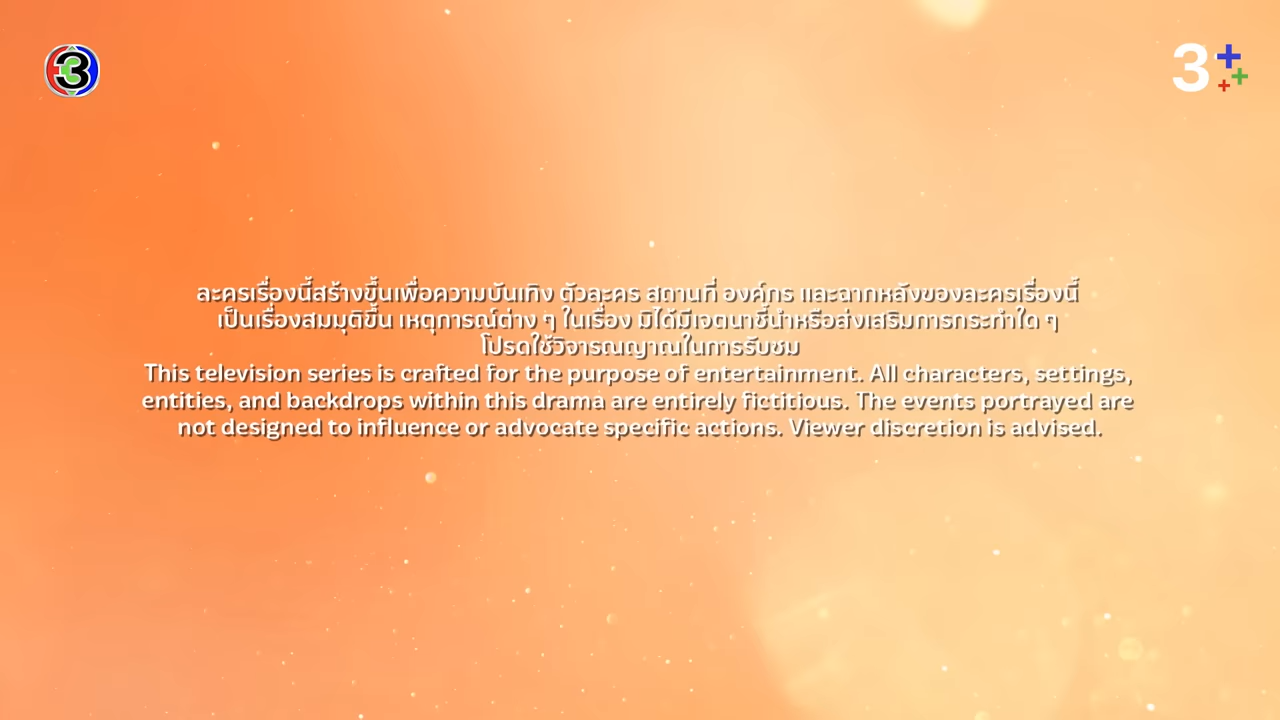 3
3+
ละครเรื่องนี้สร้างขึ้นเพื่อความบันเทิง ตัวละคร สถานที่ องค์กร และฉากหลังของละครเรื่องนี้
เป็นเรื่องสมมุติขึ้น เหตุการณ์ต่าง ๆ ในเรื่อง มิได้มีเจตนาชี้นำหรือส่งเสริมการกระทำใด ๆ
โปรดใช้วิจารณญาณในการรับชม
This television series is crafted for the purpose of entertainment. All characters, settings,
entities, and backdrops within this drama are entirely fictitious. The events portrayed are
not designed to influence or advocate specific actions. Viewer discretion is advised.